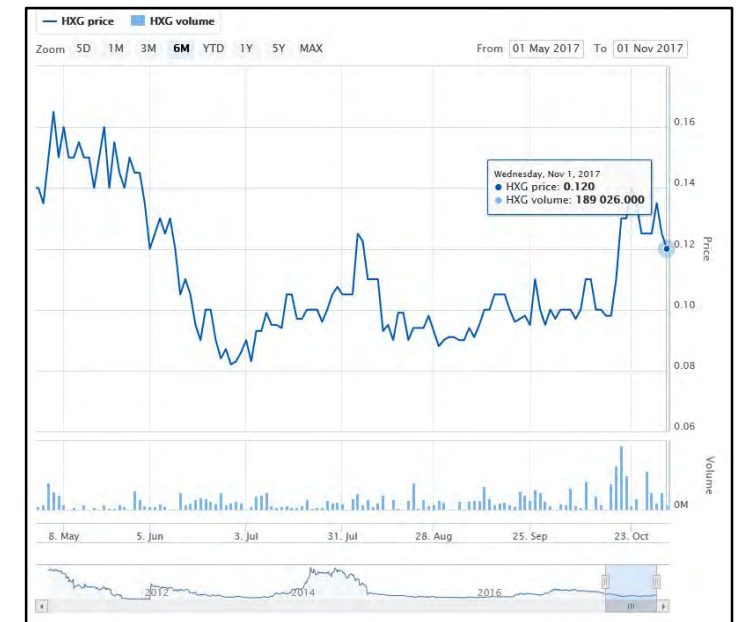 HXG price HXG volume
Zoom 5D 1M 3M 6M YTD 1Y 5Y MAX From 01 May 2017 To 01 Nov 2017
0.16
Wednesday, Nov 1, 2017
HXG price: 0.120
HXG volume: 189 026.000
0.14
0.12
Price
0.10
0.08
0.06
Volume
0M
8. May 5. Jun 3. Jul 31. Jul 28. Aug 25. Sep 23. Oct
2012 2014 2016